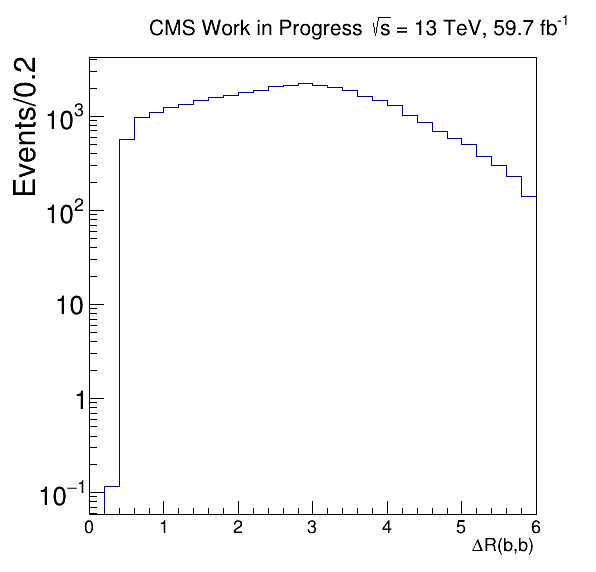 CMS Work in Progress √s = 13 TeV, 59.7 fb⁻¹
Events/0.2
10³
10²
10
1
10⁻¹
0 1 2 3 4 5 6
ΔR(b,b)